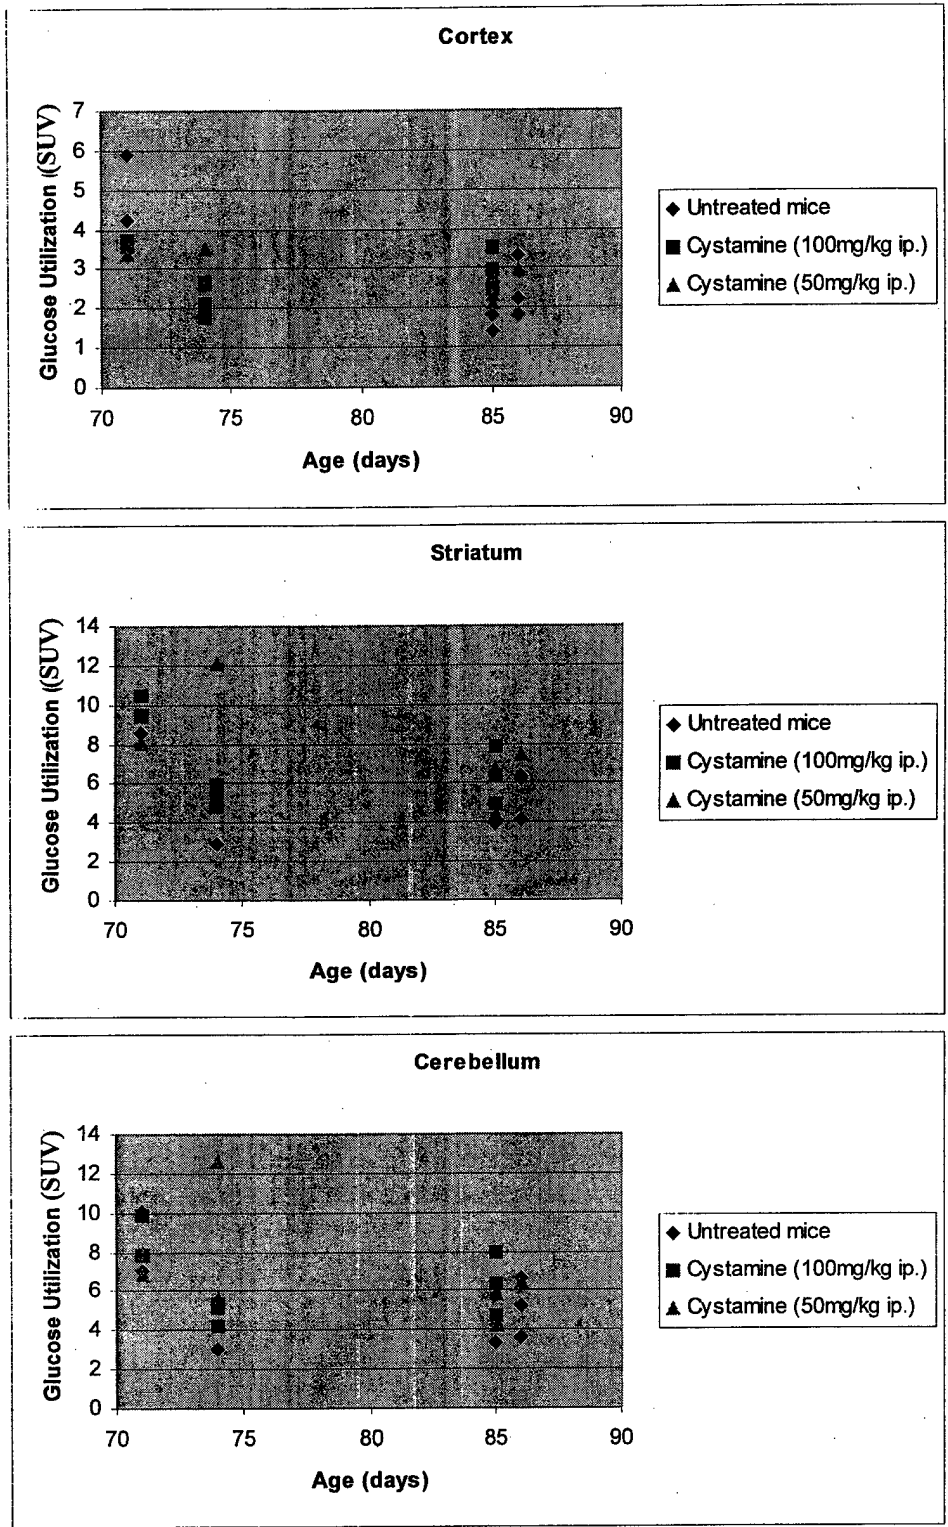 Cortex
Glucose Utilization ((SUV)
7
6
5
4
3
2
1
0
70 75 80 85 90
Age (days)
Untreated mice
Cystamine (100mg/kg ip.)
Cystamine (50mg/kg ip.)
Striatum
Glucose Utilization ((SUV)
14
12
10
8
6
4
2
0
70 75 80 85 90
Age (days)
Untreated mice
Cystamine (100mg/kg ip.)
Cystamine (50mg/kg ip.)
Cerebellum
Glucose Utilization (SUV)
14
12
10
8
6
4
2
0
70 75 80 85 90
Age (days)
Untreated mice
Cystamine (100mg/kg ip.)
Cystamine (50mg/kg ip.)